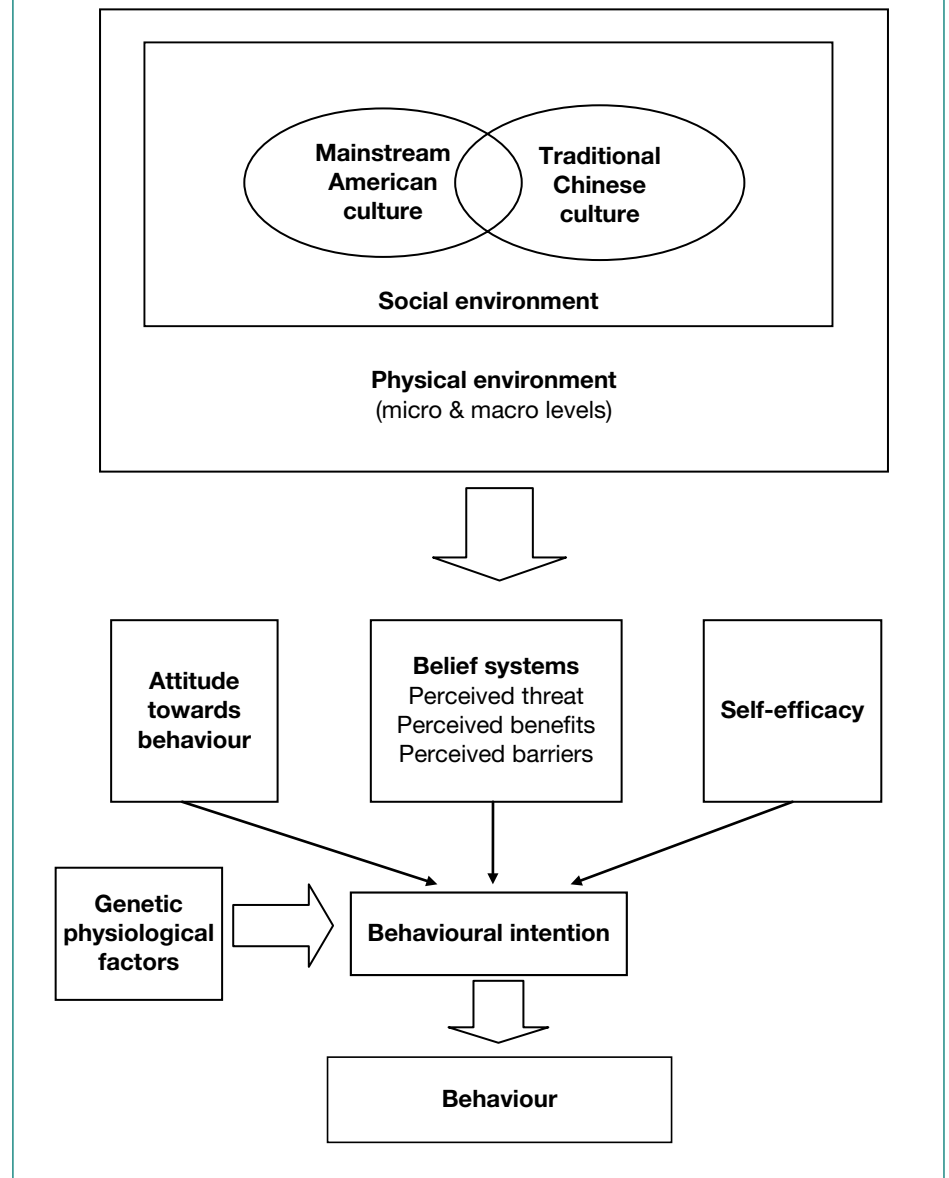 Mainstream
American
culture
Traditional
Chinese
culture
Social environment
Physical environment
(micro & macro levels)
Attitude
towards
behaviour
Belief systems
Perceived threat
Perceived benefits
Perceived barriers
Self-efficacy
Genetic
physiological
factors
Behavioural intention
Behaviour